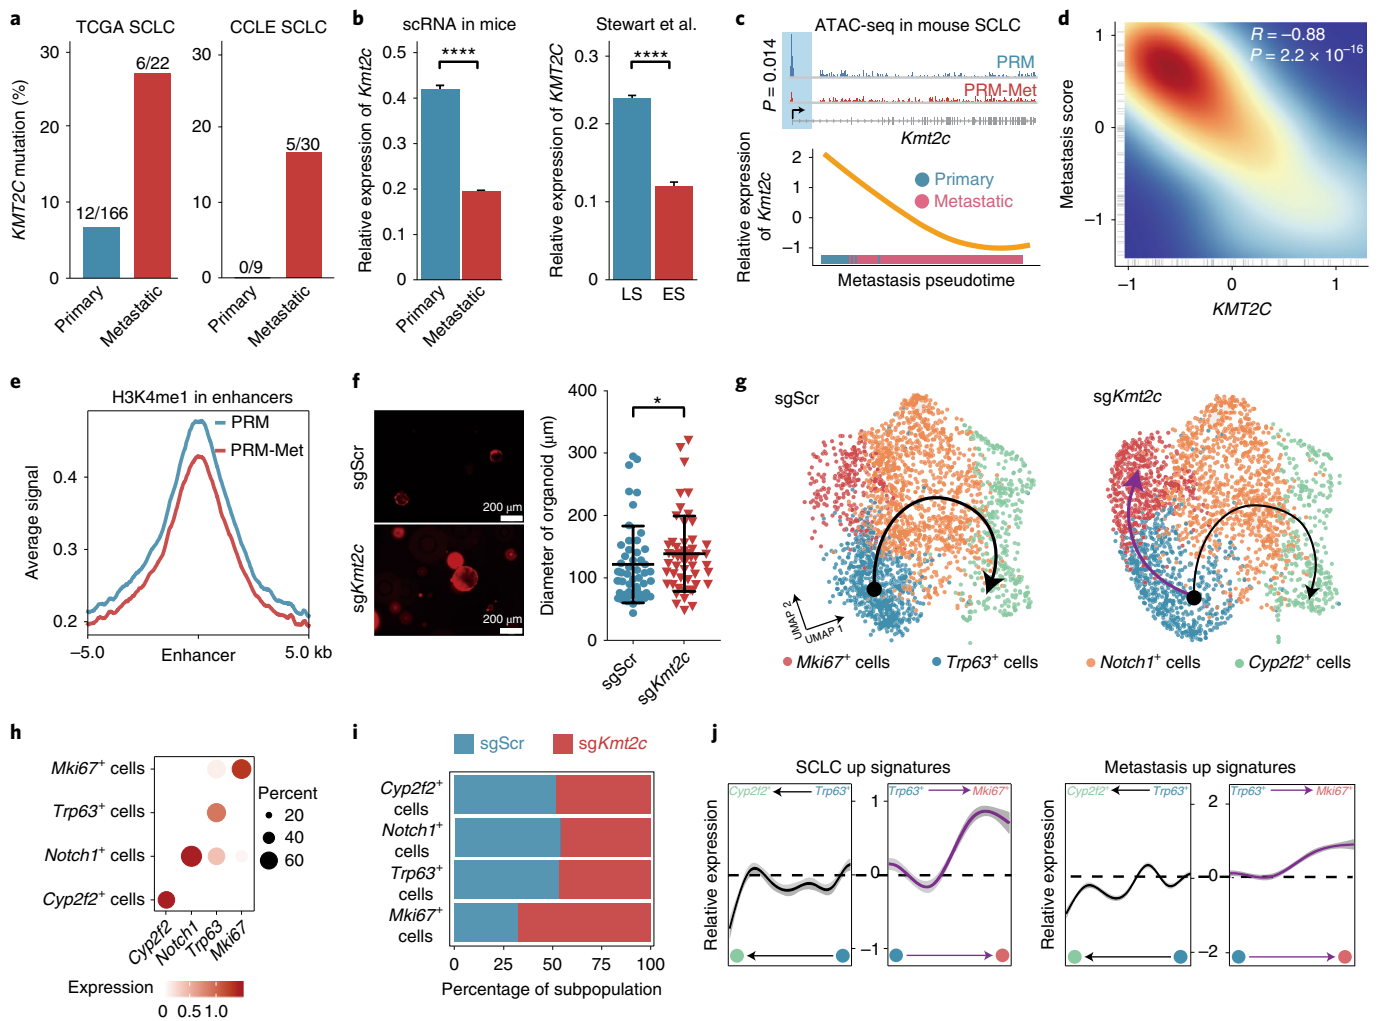 a
TCGA SCLC
CCLE SCLC
KMT2C mutation (%)
30
20
10
0
12/166
6/22
Primary
Metastatic
30
20
10
0
0/9
5/30
Primary
Metastatic
b
scRNA in mice
Stewart et al.
Relative expression of Kmt2c
0.5
0.4
0.3
0.2
0.1
0
****
Primary
Metastatic
Relative expression of KMT2C
0.3
0.2
0.1
0
****
LS
ES
c
ATAC-seq in mouse SCLC
P = 0.014
PRM
PRM-Met
Kmt2c
Relative expression
of Kmt2c
2
1
0
−1
Primary
Metastatic
Metastasis pseudotime
d
Metastasis score
1
0
−1
R = −0.88
P = 2.2 × 10−16
−1
0
1
KMT2C
e
H3K4me1 in enhancers
PRM
PRM-Met
Average signal
0.4
0.3
0.2
−5.0
Enhancer
5.0 kb
f
sgScr
200 μm
sgKmt2c
200 μm
Diameter of organoid (μm)
400
300
200
100
0
*
sgScr
sgKmt2c
g
sgScr
sgKmt2c
UMAP 2
UMAP 1
Mki67+ cells
Trp63+ cells
Notch1+ cells
Cyp2f2+ cells
h
Mki67+ cells
Trp63+ cells
Notch1+ cells
Cyp2f2+ cells
Cyp2f2
Notch1
Trp63
Mki67
Percent
20
40
60
Expression
0
0.5
1.0
i
sgScr
sgKmt2c
Cyp2f2+
cells
Notch1+
cells
Trp63+
cells
Mki67+
cells
0
25
50
75
100
Percentage of subpopulation
j
SCLC up signatures
Relative expression
Cyp2f2+
Trp63+
1
0
−1
Trp63+
Mki67+
Metastasis up signatures
Relative expression
Cyp2f2+
Trp63+
2
0
−2
Trp63+
Mki67+